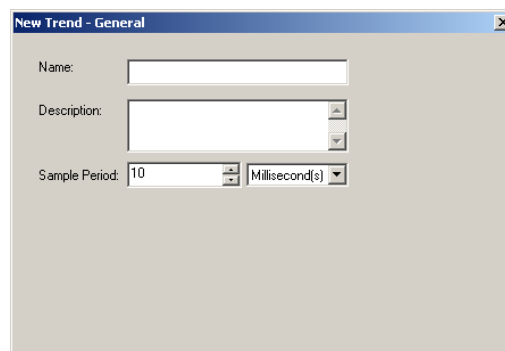 New Trend - General
Name:
Description:
Sample Period: 10 Millisecond(s)